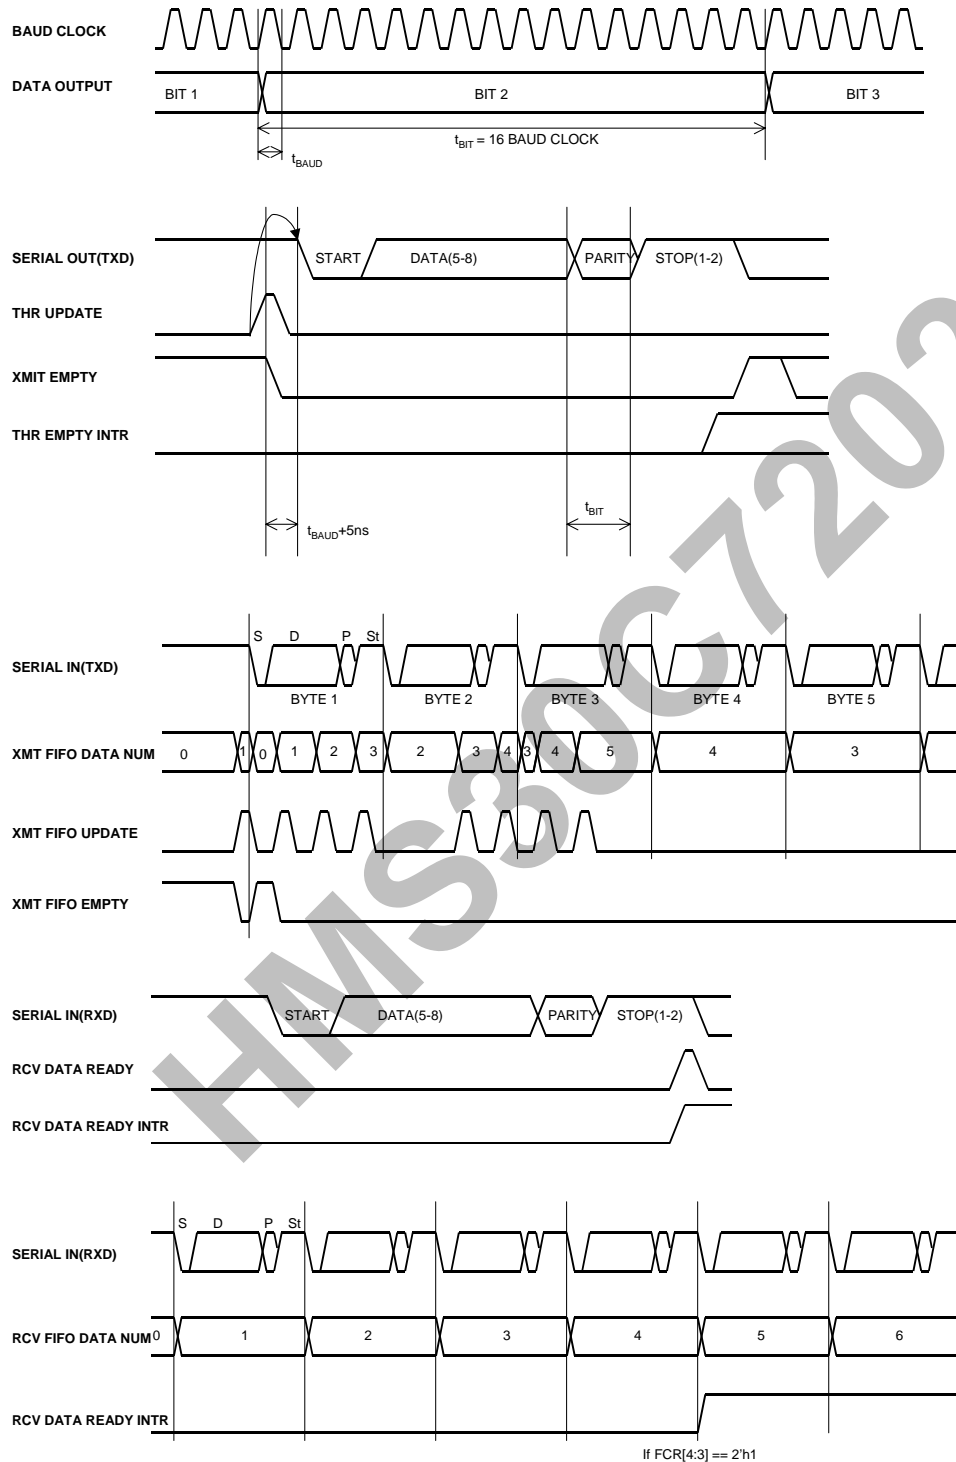 BAUD CLOCK
DATA OUTPUT
BIT 1
BIT 2
BIT 3
tBIT = 16 BAUD CLOCK
tBAUD
SERIAL OUT(TXD)
START
DATA(5-8)
PARITY
STOP(1-2)
THR UPDATE
XMIT EMPTY
THR EMPTY INTR
tBIT
tBAUD+5ns
S D P St
SERIAL IN(TXD)
BYTE 1
BYTE 2
BYTE 3
BYTE 4
BYTE 5
XMT FIFO DATA NUM
0 1 0 1 2 3 2 3 4 3 4 5 4 3
XMT FIFO UPDATE
XMT FIFO EMPTY
SERIAL IN(RXD)
START
DATA(5-8)
PARITY
STOP(1-2)
RCV DATA READY
RCV DATA READY INTR
S D P St
SERIAL IN(RXD)
RCV FIFO DATA NUM
0 1 2 3 4 5 6
RCV DATA READY INTR
If FCR[4:3] == 2'h1